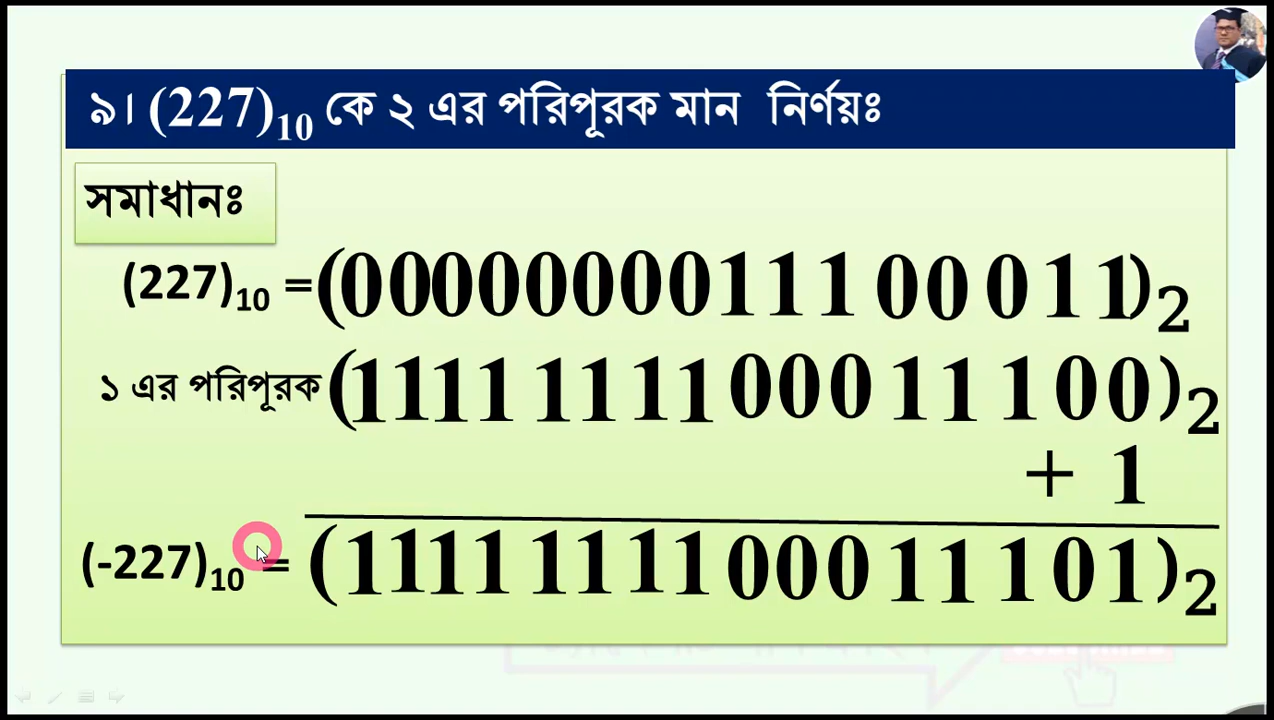 ৯। (227)₁₀ কে ২ এর পরিপূরক মান নির্ণয়ঃ
সমাধানঃ
(227)₁₀ =(0000000011100011)₂
১ এর পরিপূরক (1111111100011100)₂
+ 1
(-227)₁₀ = (1111111100011101)₂